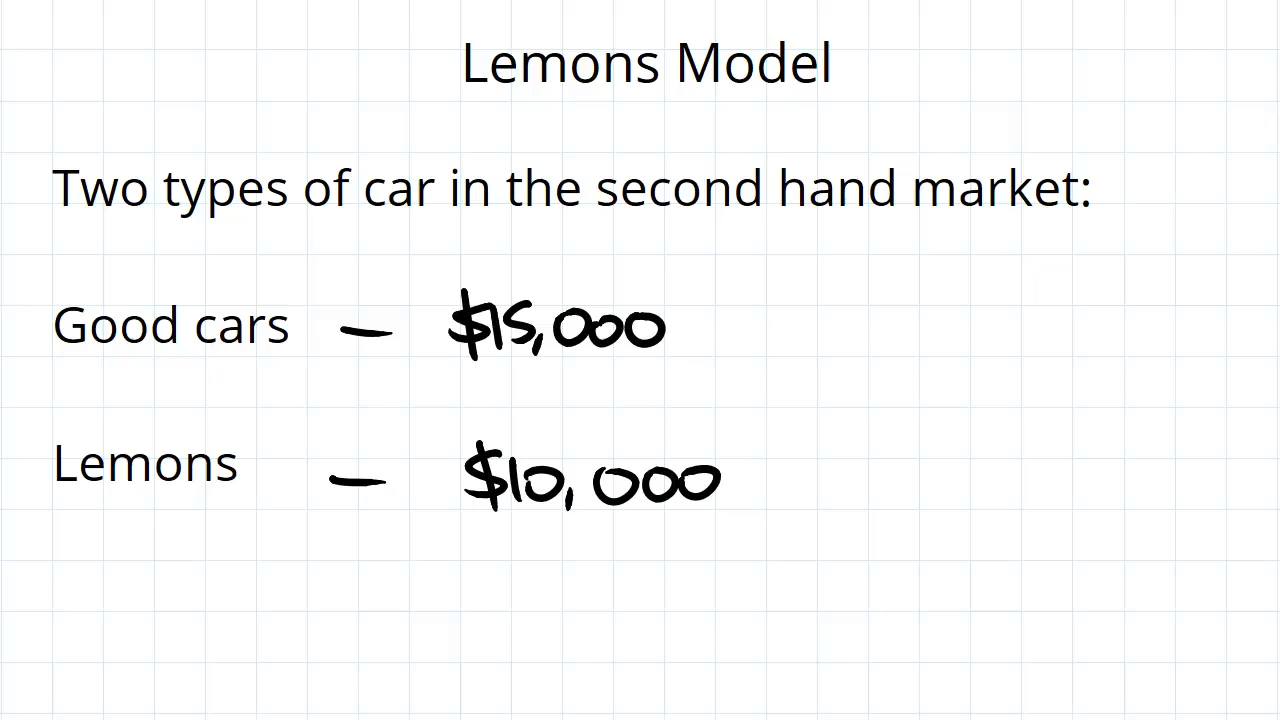 Lemons Model
Two types of car in the second hand market:
Good cars — $15,000
Lemons — $10,000